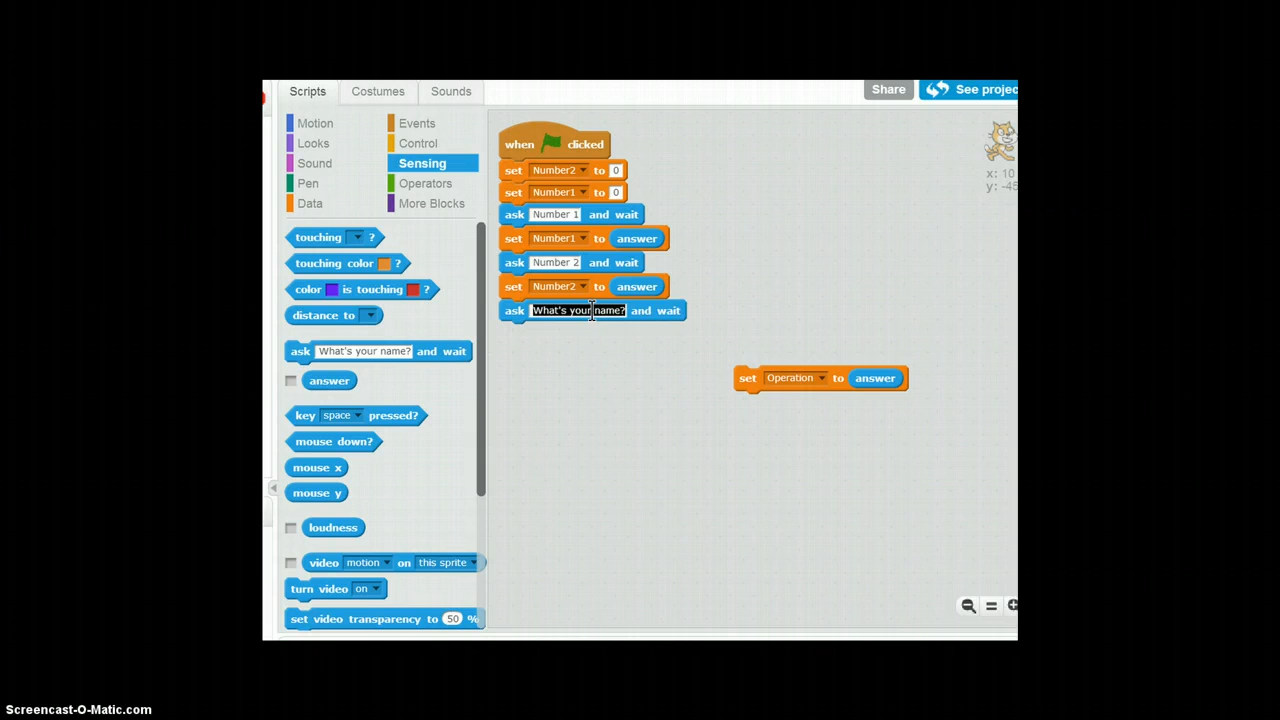 Scripts Costumes Sounds Share See projec
Motion Events
Looks Control
Sound Sensing
Pen Operators
Data More Blocks
touching ?
touching color ?
color is touching ?
distance to
ask What's your name? and wait
answer
key space pressed?
mouse down?
mouse x
mouse y
loudness
video motion on this sprite
turn video on
set video transparency to 50 %
when clicked
set Number2 to 0
set Number1 to 0
ask Number 1 and wait
set Number1 to answer
ask Number 2 and wait
set Number2 to answer
ask What's your name? and wait
set Operation to answer
x: 10
y: -45
Screencast-O-Matic.com